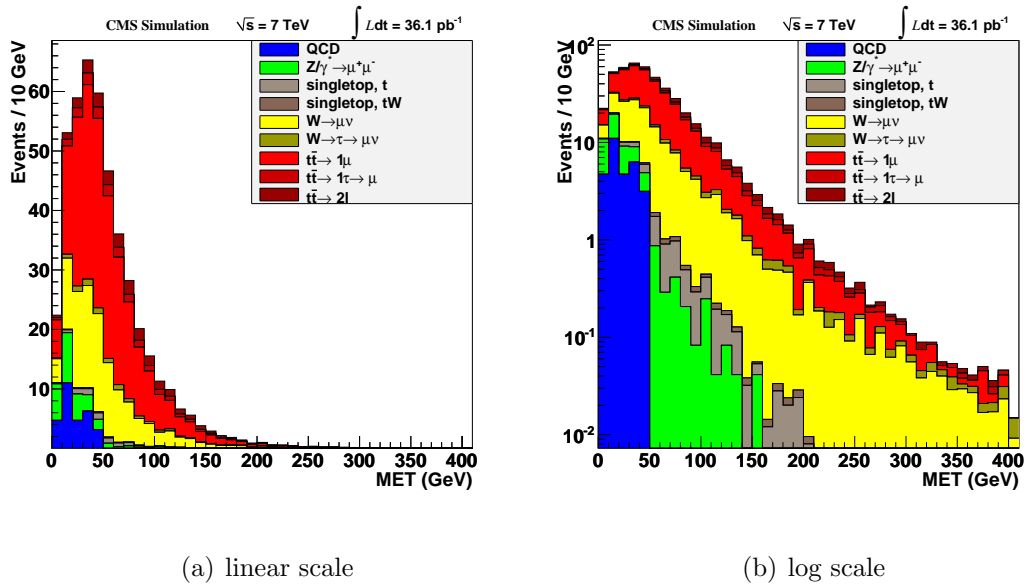 CMS Simulation √s = 7 TeV ∫ Ldt = 36.1 pb⁻¹
Events / 10 GeV
QCD
Z/γ*→μ⁺μ⁻
singletop, t
singletop, tW
W→μν
W→τ→μν
tt̄→ 1μ
tt̄→ 1τ→ μ
tt̄→ 2l
60
50
40
30
20
10
0 50 100 150 200 250 300 350 400
MET (GeV)
(a) linear scale
CMS Simulation √s = 7 TeV ∫ Ldt = 36.1 pb⁻¹
Events / 10 GeV
QCD
Z/γ*→μ⁺μ⁻
singletop, t
singletop, tW
W→μν
W→τ→μν
tt̄→ 1μ
tt̄→ 1τ→ μ
tt̄→ 2l
10²
10
1
10⁻¹
10⁻²
0 50 100 150 200 250 300 350 400
MET (GeV)
(b) log scale